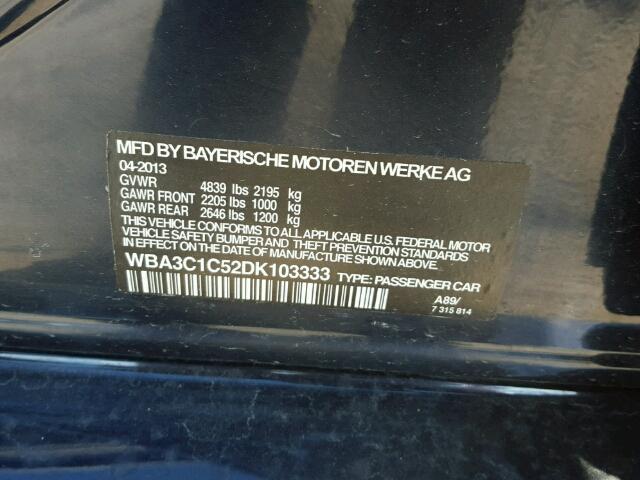 MFD BY BAYERISCHE MOTOREN WERKE AG
04-2013
GVWR 4839 lbs 2195 kg
GAWR FRONT 2205 lbs 1000 kg
GAWR REAR 2646 lbs 1200 kg
THIS VEHICLE CONFORMS TO ALL APPLICABLE U.S. FEDERAL MOTOR
VEHICLE SAFETY BUMPER AND THEFT PREVENTION STANDARDS IN
EFFECT ON THE DATE OF MANUFACTURE SHOWN ABOVE.
WBA3C1C52DK103333 TYPE: PASSENGER CAR
A89/
7 315 814